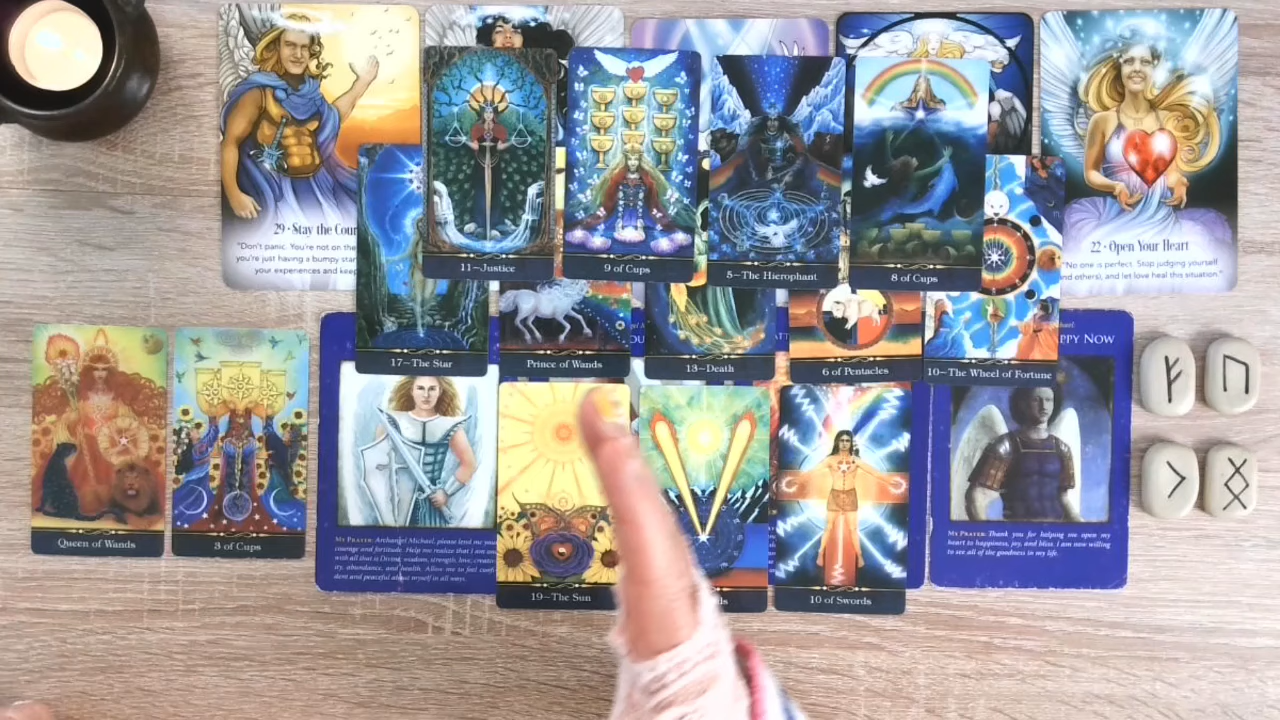 29 · Stay the Cour
"Don't panic. You're not on the
you're just having a bumpy star
your experiences and keep
22 · Open Your Heart
"No one is perfect. Stop judging yourself
and others), and let love heal this situation."
11~Justice
9 of Cups
5~The Hierophant
8 of Cups
17~The Star
Prince of Wands
13~Death
6 of Pentacles
10~The Wheel of Fortune
PPY NOW
Queen of Wands
3 of Cups
MY PRAYER: Archangel Michael, please lend me your
courage and fortitude. Help me realize that I am one
with all that is Divine wisdom, strength, love, creativ-
ity, abundance, and health. Allow me to feel confi-
dent and peaceful about myself in all ways.
19~The Sun
ds
10 of Swords
MY PRAYER: Thank you for helping me open my
heart to happiness, joy, and bliss. I am now willing
to see all of the goodness in my life.
ᚠ ᚢ
ᚲ ᛟ